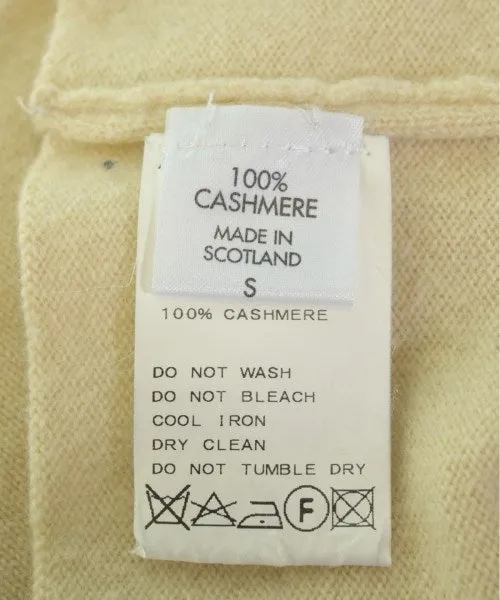 100%
CASHMERE
MADE IN
SCOTLAND
S
100% CASHMERE
DO NOT WASH
DO NOT BLEACH
COOL IRON
DRY CLEAN
DO NOT TUMBLE DRY
F